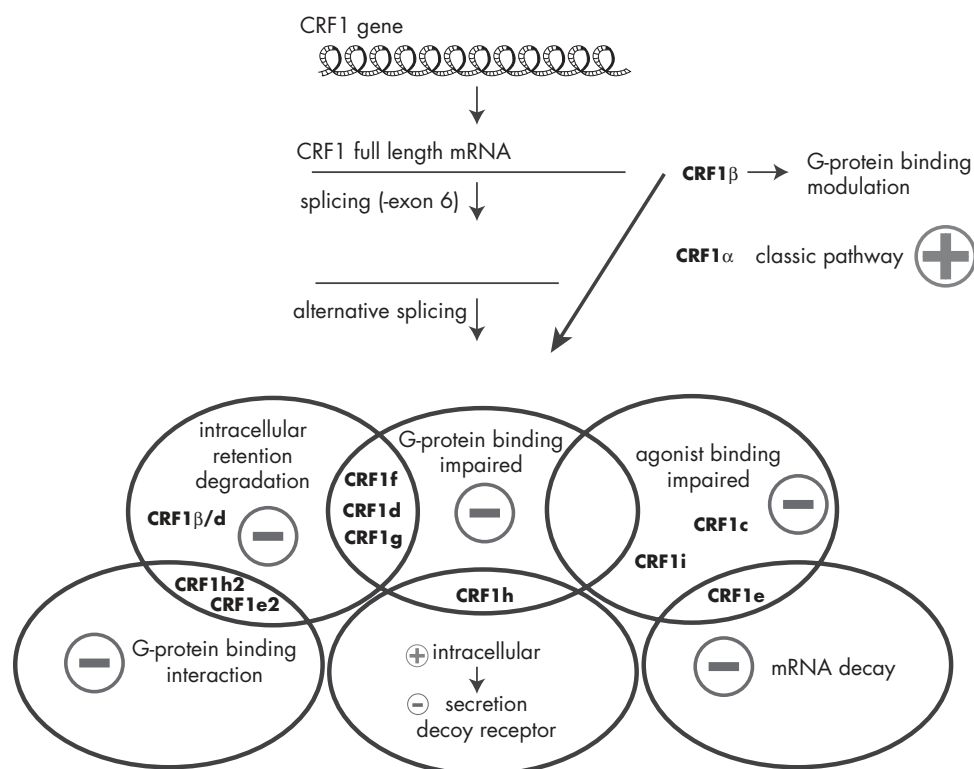 CRF1 gene
CRF1 full length mRNA
splicing (-exon 6)
alternative splicing
CRF1β
G-protein binding
modulation
CRF1α classic pathway
intracellular
retention
degradation
CRF1β/d
CRF1f
CRF1d
CRF1g
G-protein binding
impaired
agonist binding
impaired
CRF1c
CRF1i
CRF1h2
CRF1e2
CRF1h
CRF1e
G-protein binding
interaction
intracellular
secretion
decoy receptor
mRNA decay